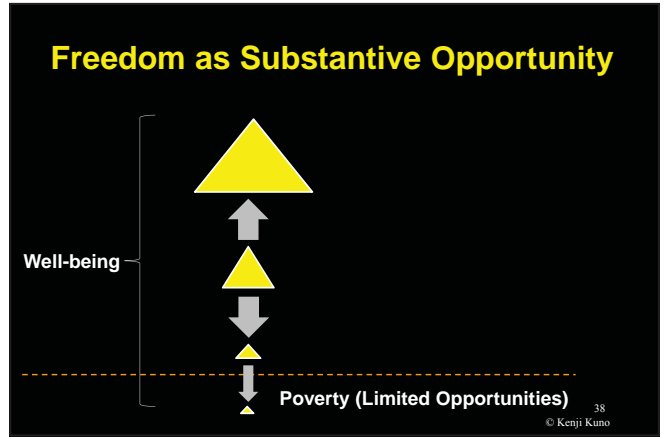 Freedom as Substantive Opportunity
Well-being
Poverty (Limited Opportunities)
38
© Kenji Kuno